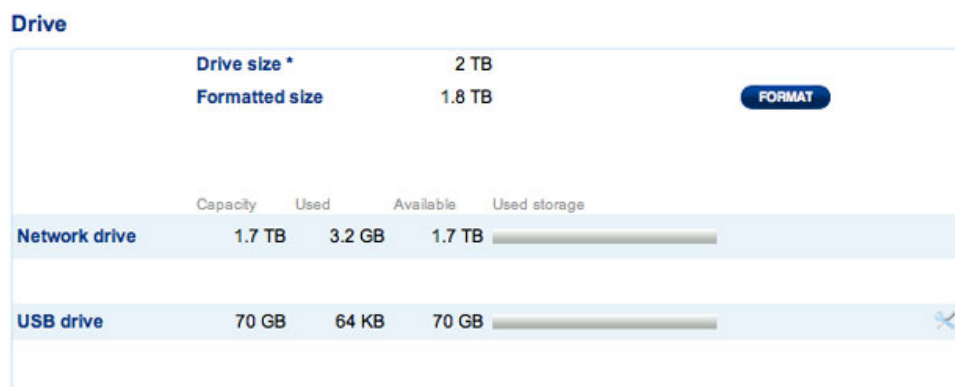 Drive
Drive size * 2 TB
Formatted size 1.8 TB FORMAT
Capacity Used Available Used storage
Network drive 1.7 TB 3.2 GB 1.7 TB
USB drive 70 GB 64 KB 70 GB